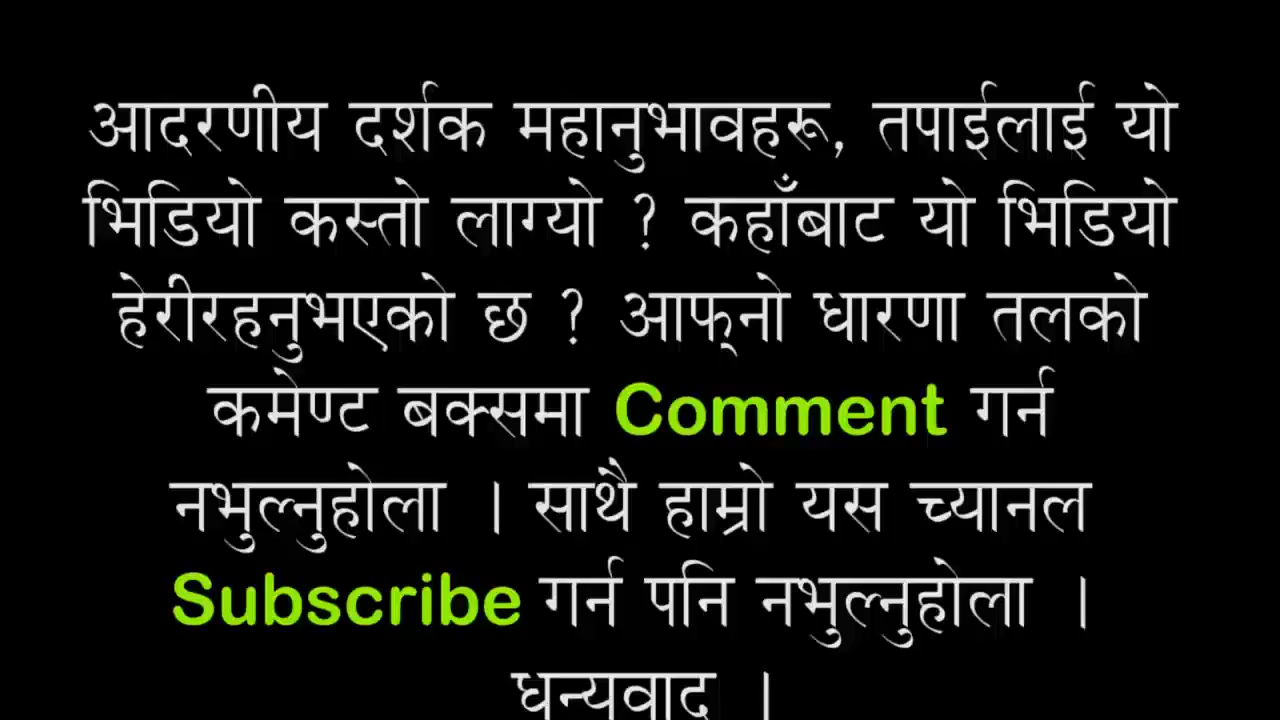 आदरणीय दर्शक महानुभावहरू, तपाईलाई यो
भिडियो कस्तो लाग्यो ? कहाँबाट यो भिडियो
हेरीरहनुभएको छ ? आफ्‌नो धारणा तलको
कमेण्ट बक्समा Comment गर्न
नभुल्नुहोला । साथै हाम्रो यस च्यानल
Subscribe गर्न पनि नभुल्नुहोला ।
धन्यवाद ।